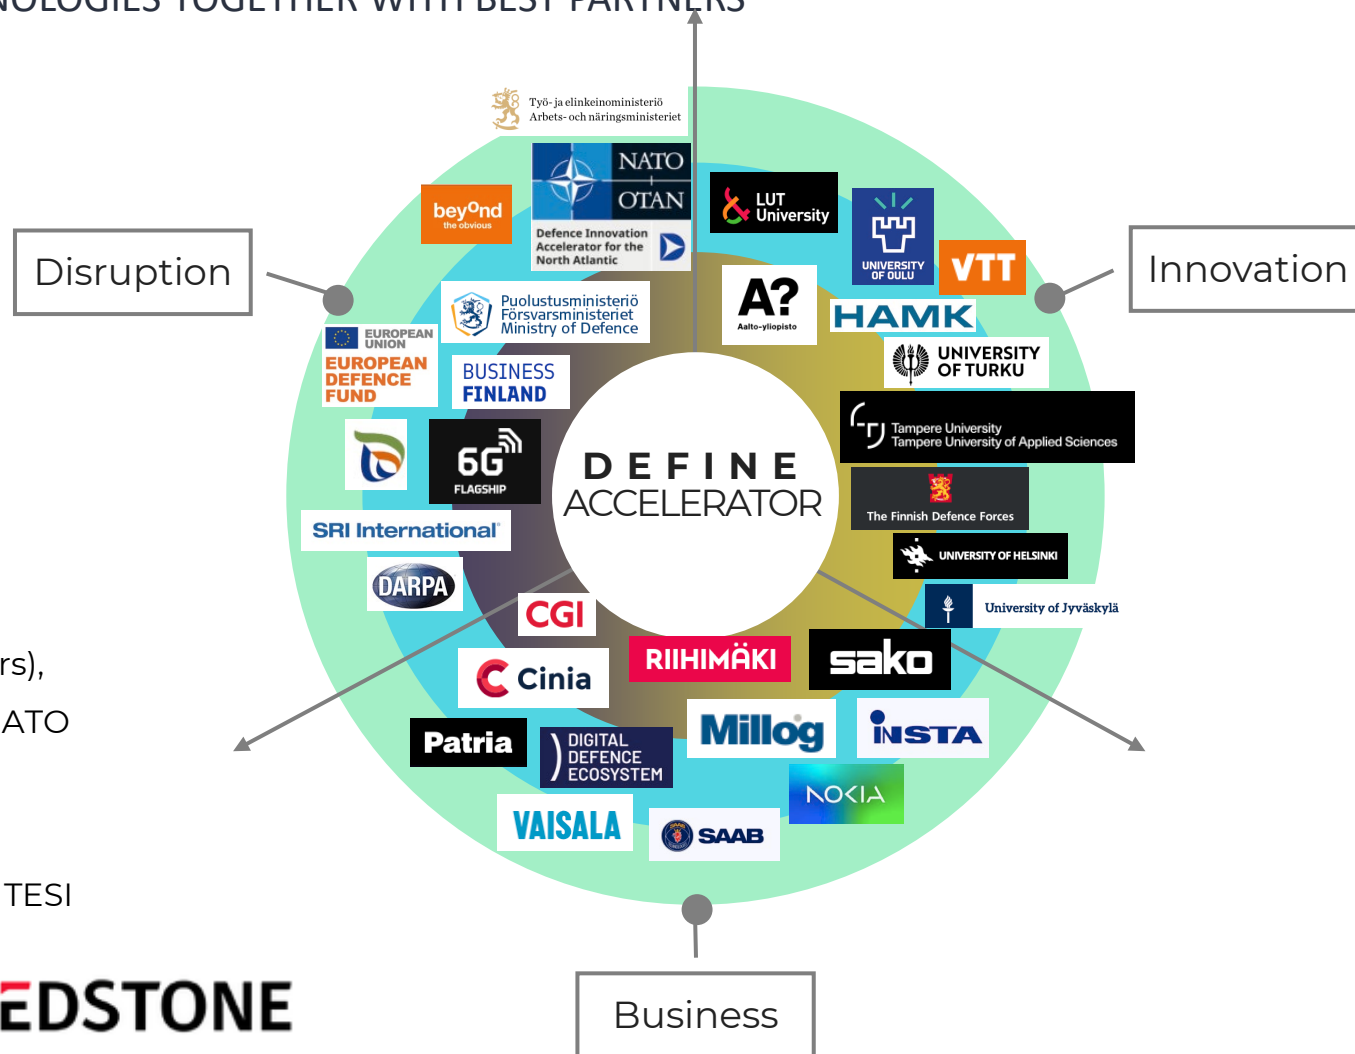 TOGETHER WITH BEST PARTNERS
Työ- ja elinkeinoministeriö
Arbets- och näringsministeriet
NATO
OTAN
Defence Innovation
Accelerator for the
North Atlantic
beyOnd
the obvious
LUT
University
UNIVERSITY
OF OULU
VTT
Disruption
Innovation
A?
Aalto-yliopisto
HAMK
Puolustusministeriö
Försvarsministeriet
Ministry of Defence
EUROPEAN
UNION
EUROPEAN
DEFENCE
FUND
BUSINESS
FINLAND
UNIVERSITY
OF TURKU
Tampere University
Tampere University of Applied Sciences
6G
FLAGSHIP
DEFINE
ACCELERATOR
The Finnish Defence Forces
SRI International®
UNIVERSITY OF HELSINKI
DARPA
University of Jyväskylä
CGI
RIIHIMÄKI
sako
Cinia
Patria
DIGITAL
DEFENCE
ECOSYSTEM
Millog
INSTA
NOKIA
VAISALA
SAAB
SAAB
TESI
Business